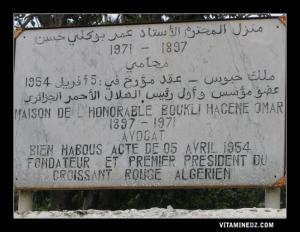 منزل المحترم الأستاذ عمر بوكلي حسن
1971 - 1897
محامي
ملك حبوس - عقد مؤرخ في : 5 أفريل 1954
عضو مؤسس وأول رئيس الهلال الأحمر الجزائري
MAISON DE L'HONORABLE BOUKLI HACENE OMAR
1897 - 1971
AVOCAT
BIEN HABOUS ACTE DE 05 AVRIL 1954
FONDATEUR ET PREMIER PRESIDENT DU
CROISSANT ROUGE ALGERIEN
WWW.VITAMINEDZ.COM